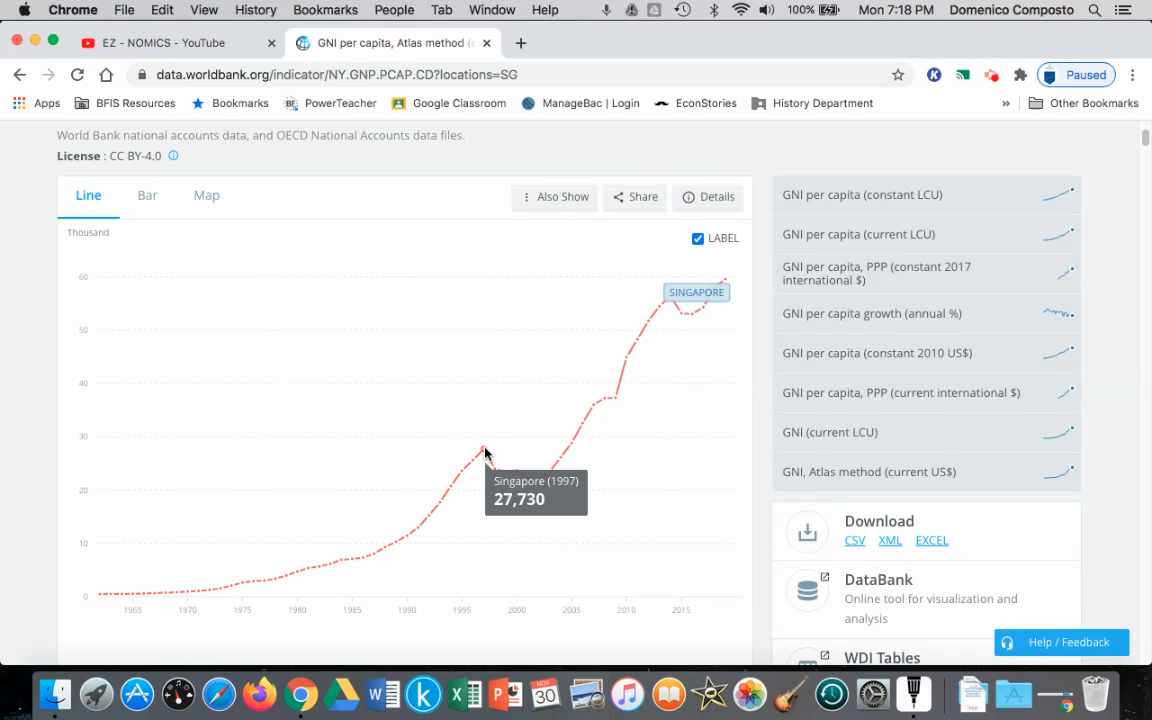 Chrome File Edit View History Bookmarks People Tab Window Help 100% Mon 7:18 PM Domenico Composto
EZ - NOMICS - YouTube
GNI per capita, Atlas method (
data.worldbank.org/indicator/NY.GNP.PCAP.CD?locations=SG
Paused
Apps BFIS Resources Bookmarks PowerTeacher Google Classroom ManageBac | Login EconStories History Department » Other Bookmarks
World Bank national accounts data, and OECD National Accounts data files.
License : CC BY-4.0
Line Bar Map
Also Show Share Details
Thousand
LABEL
60
50
40
30
20
10
0
SINGAPORE
Singapore (1997)
27,730
1965 1970 1975 1980 1985 1990 1995 2000 2005 2010 2015
GNI per capita (constant LCU)
GNI per capita (current LCU)
GNI per capita, PPP (constant 2017
international $)
GNI per capita growth (annual %)
GNI per capita (constant 2010 US$)
GNI per capita, PPP (current international $)
GNI (current LCU)
GNI, Atlas method (current US$)
Download
CSV XML EXCEL
DataBank
Online tool for visualization and
analysis
WDI Tables
Help / Feedback
NOV
30